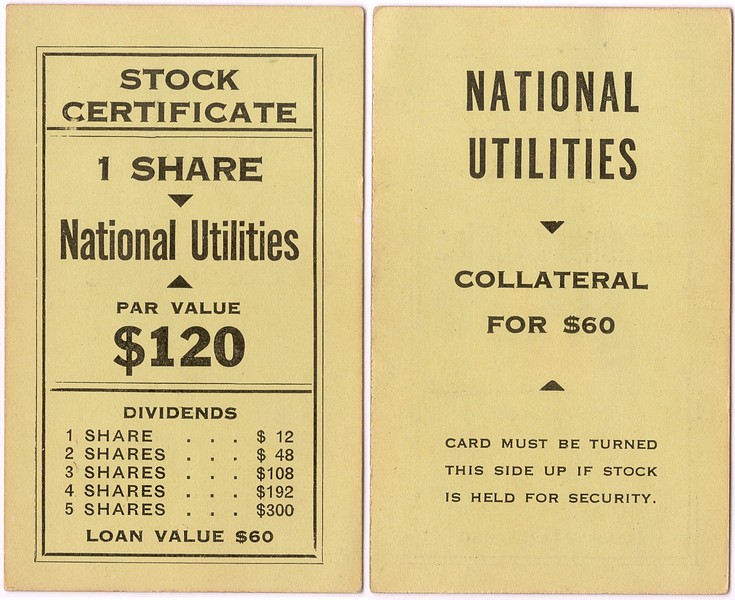 STOCK
CERTIFICATE
1 SHARE
National Utilities
PAR VALUE
$120
DIVIDENDS
1 SHARE . . . $ 12
2 SHARES . . . $ 48
3 SHARES . . . $108
4 SHARES . . . $192
5 SHARES . . . $300
LOAN VALUE $60
NATIONAL
UTILITIES
COLLATERAL
FOR $60
CARD MUST BE TURNED
THIS SIDE UP IF STOCK
IS HELD FOR SECURITY.